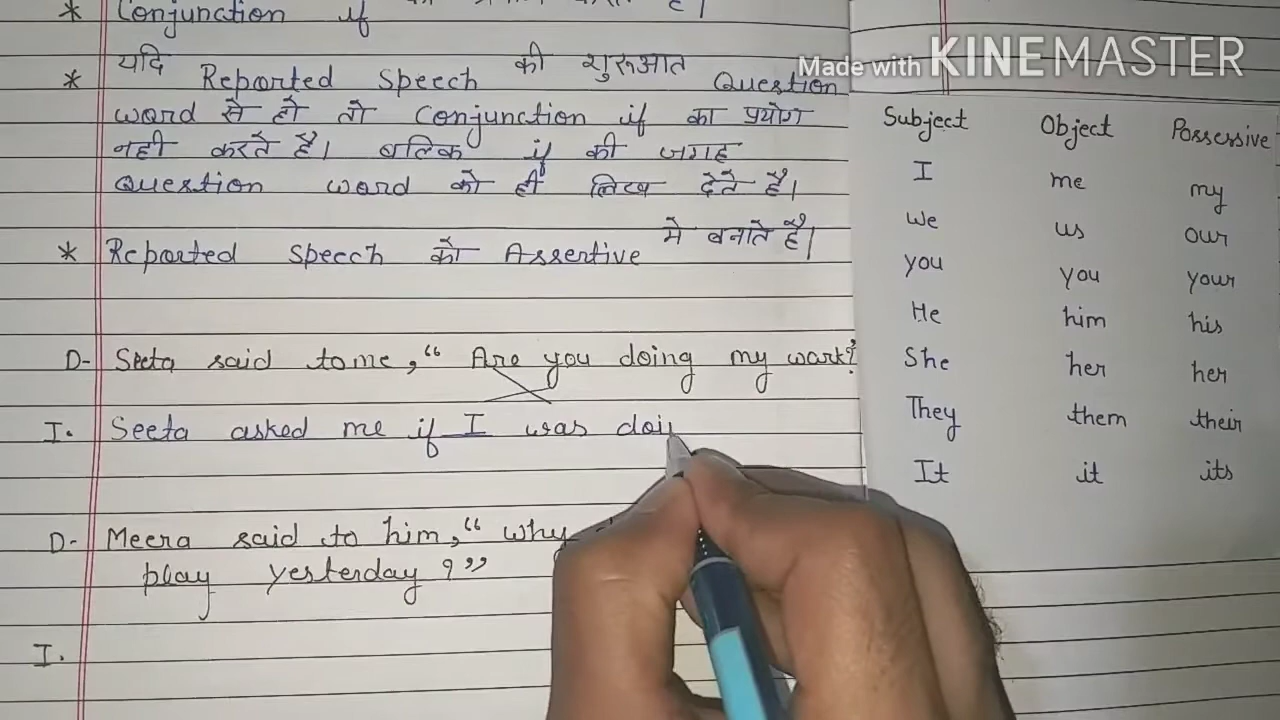 * Conjunction if
* यदि Reported Speech की शुरुआत Question
word से हो तो Conjunction if का प्रयोग
नही करते है। बल्कि if की जगह
Question word को ही लिख देते है।
* Reported Speech को Assertive मे बनाते है।
D- Seeta said to me, “ Are you doing my work?
I. Seeta asked me if I was doin
D- Meera said to him, “ why
play yesterday ?”
I.
Made with KINEMASTER
Subject Object Possessive
I me my
we us our
you you your
He him his
She her her
They them their
It it its